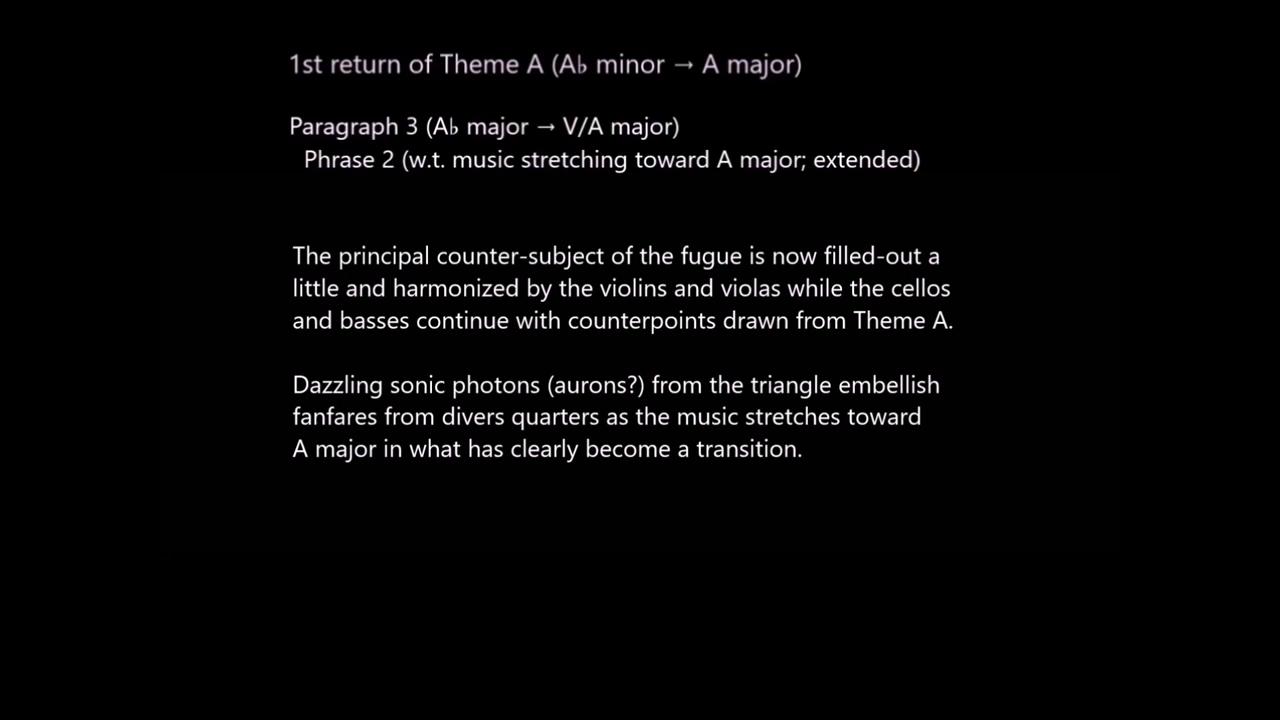 1st return of Theme A (A♭ minor → A major)
Paragraph 3 (A♭ major → V/A major)
Phrase 2 (w.t. music stretching toward A major; extended)
The principal counter-subject of the fugue is now filled-out a
little and harmonized by the violins and violas while the cellos
and basses continue with counterpoints drawn from Theme A.
Dazzling sonic photons (aurons?) from the triangle embellish
fanfares from divers quarters as the music stretches toward
A major in what has clearly become a transition.